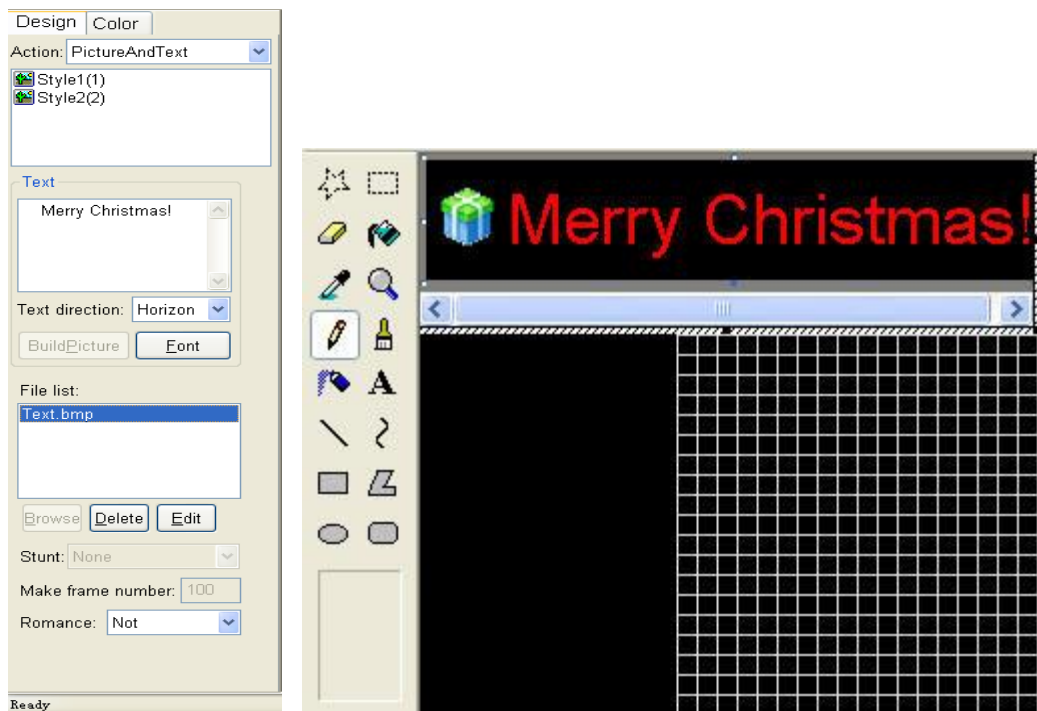 Design Color
Action: PictureAndText
Style1(1)
Style2(2)
Text
Merry Christmas!
Text direction: Horizon
BuildPicture Font
File list:
Text.bmp
Browse Delete Edit
Stunt: None
Make frame number: 100
Romance: Not
Ready
Merry Christmas!
A